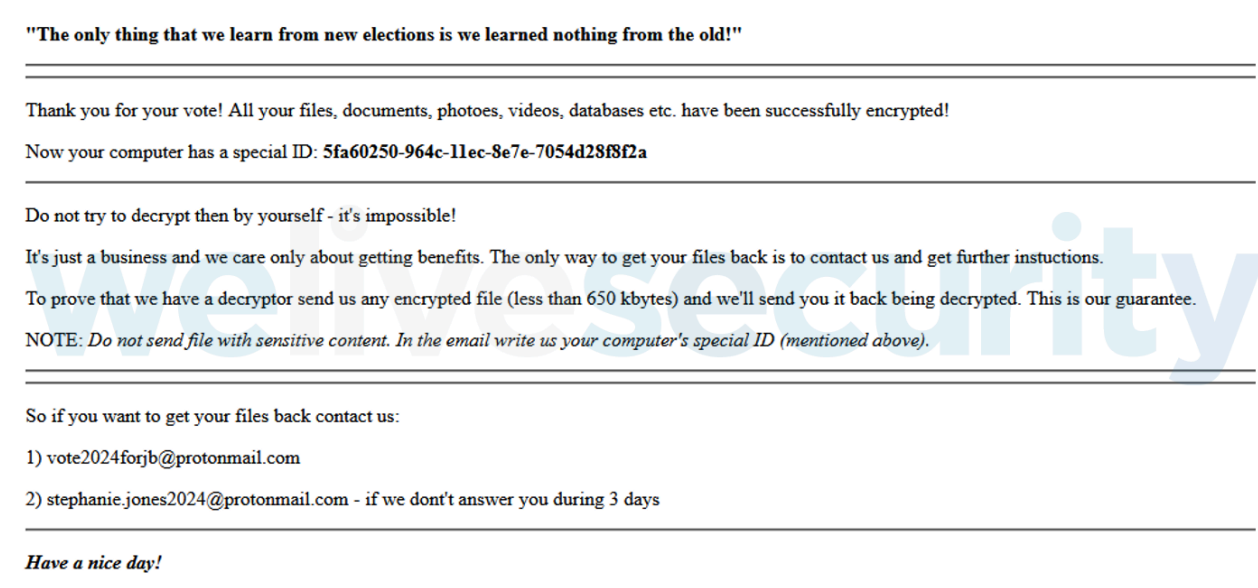 "The only thing that we learn from new elections is we learned nothing from the old!"
Thank you for your vote! All your files, documents, photoes, videos, databases etc. have been successfully encrypted!
Now your computer has a special ID: 5fa60250-964c-11ec-8e7e-7054d28f8f2a
Do not try to decrypt then by yourself - it's impossible!
It's just a business and we care only about getting benefits. The only way to get your files back is to contact us and get further instuctions.
To prove that we have a decryptor send us any encrypted file (less than 650 kbytes) and we'll send you it back being decrypted. This is our guarantee.
NOTE: Do not send file with sensitive content. In the email write us your computer's special ID (mentioned above).
So if you want to get your files back contact us:
1) vote2024forjb@protonmail.com
2) stephanie.jones2024@protonmail.com - if we dont't answer you during 3 days
Have a nice day!
welivesecurity